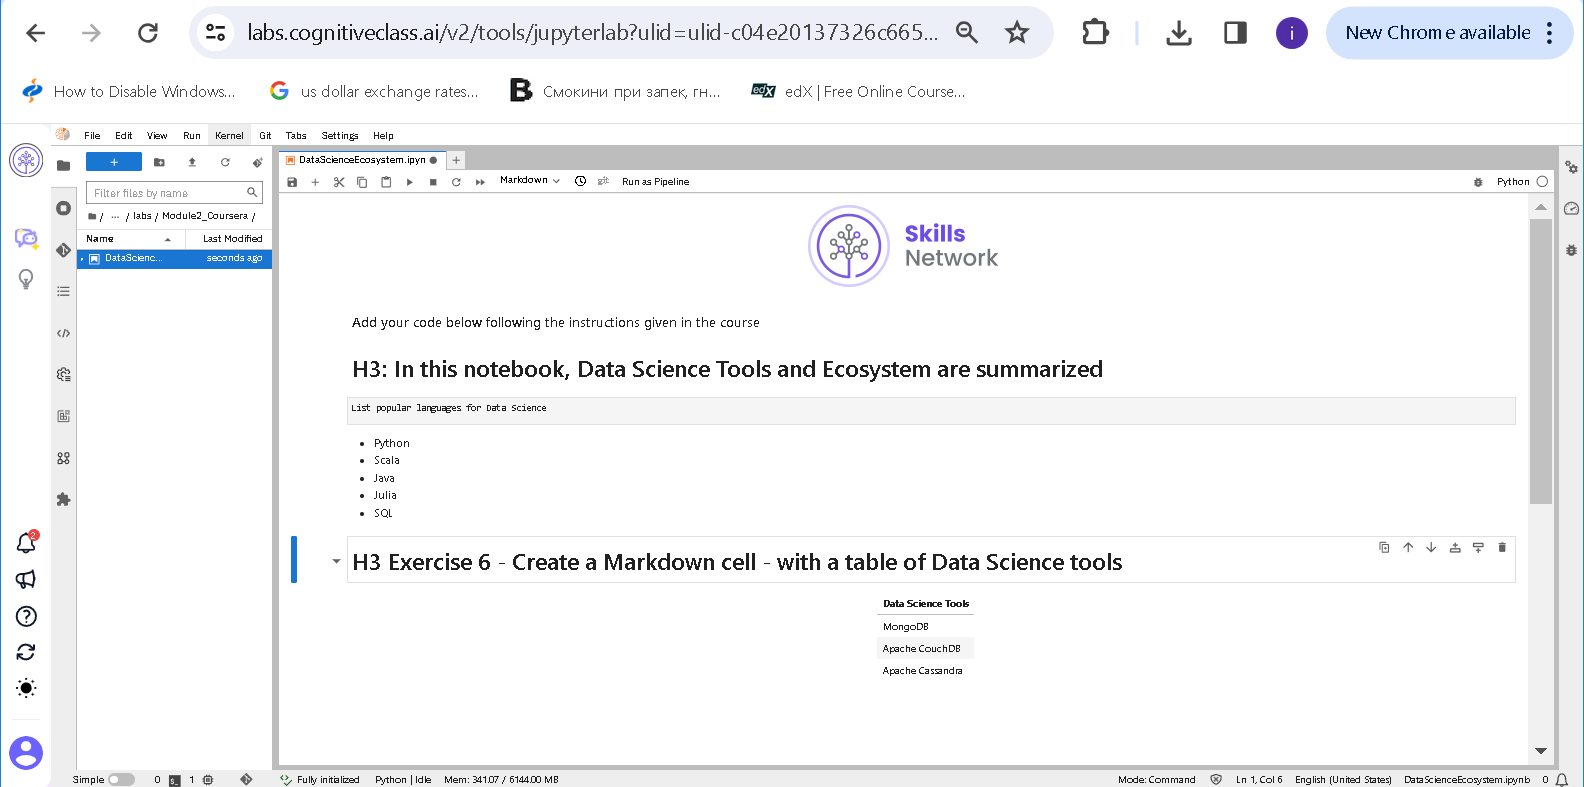 labs.cognitiveclass.ai/v2/tools/jupyterlab?ulid=ulid-c04e20137326c665...
i
New Chrome available
How to Disable Windows...
us dollar exchange rates...
Смокини при запек, гн...
edX | Free Online Course...
File Edit View Run Kernel Git Tabs Settings Help
DataScienceEcosystem.ipyn
Filter files by name
Markdown
Run as Pipeline
Python
/ ... / labs / Module2_Coursera /
Name Last Modified
DataScienc... seconds ago
Skills
Network
Add your code below following the instructions given in the course
H3: In this notebook, Data Science Tools and Ecosystem are summarized
List popular languages for Data Science
Python
Scala
Java
Julia
SQL
H3 Exercise 6 - Create a Markdown cell - with a table of Data Science tools
Data Science Tools
MongoDB
Apache CouchDB
Apache Cassandra
2
Simple 0 1 Fully initialized Python | Idle Mem: 341.07 / 6144.00 MB Mode: Command Ln 1, Col 6 English (United States) DataScienceEcosystem.ipynb 0